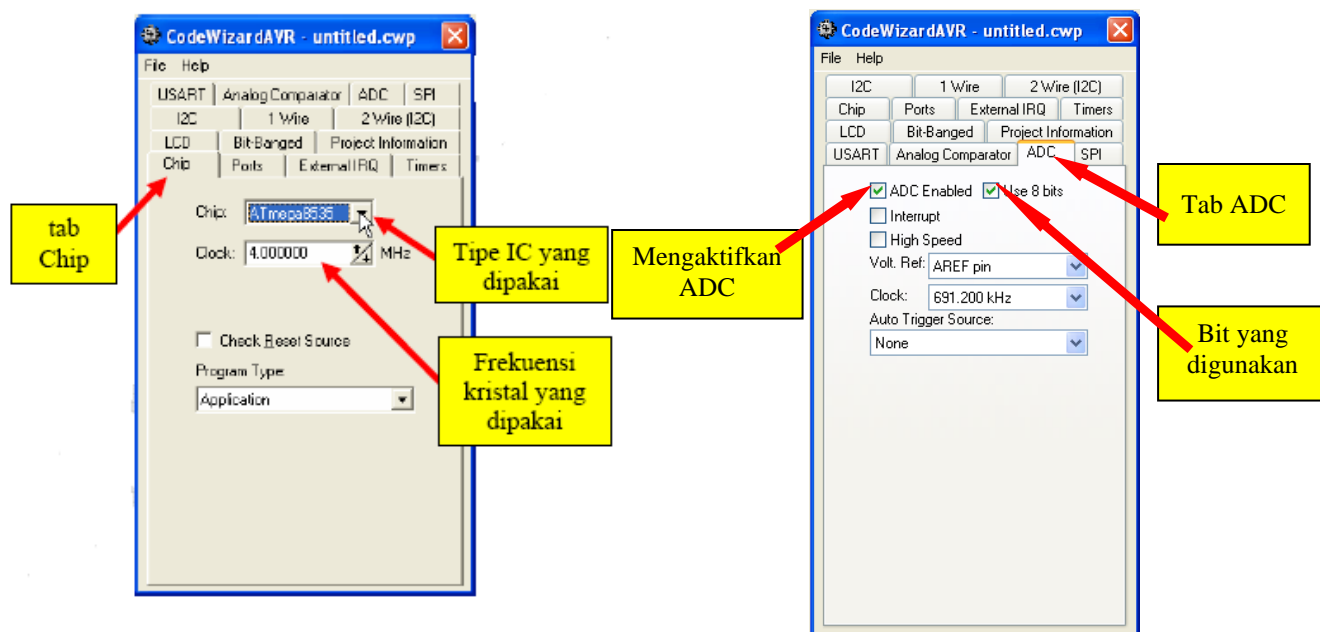 CodeWizardAVR - untitled.cwp
File Help
USART Analog Comparator ADC SPI
I2C 1 Wire 2 Wire (I2C)
LCD Bit-Banged Project Information
Chip Ports External IRQ Timers
Chip: ATmega8535
Clock: 4.000000 MHz
Check Reset Source
Program Type:
Application
tab
Chip
Tipe IC yang
dipakai
Frekuensi
kristal yang
dipakai
CodeWizardAVR - untitled.cwp
File Help
I2C 1 Wire 2 Wire (I2C)
Chip Ports External IRQ Timers
LCD Bit-Banged Project Information
USART Analog Comparator ADC SPI
ADC Enabled Use 8 bits
Interrupt
High Speed
Volt. Ref: AREF pin
Clock: 691.200 kHz
Auto Trigger Source:
None
Mengaktifkan
ADC
Tab ADC
Bit yang
digunakan